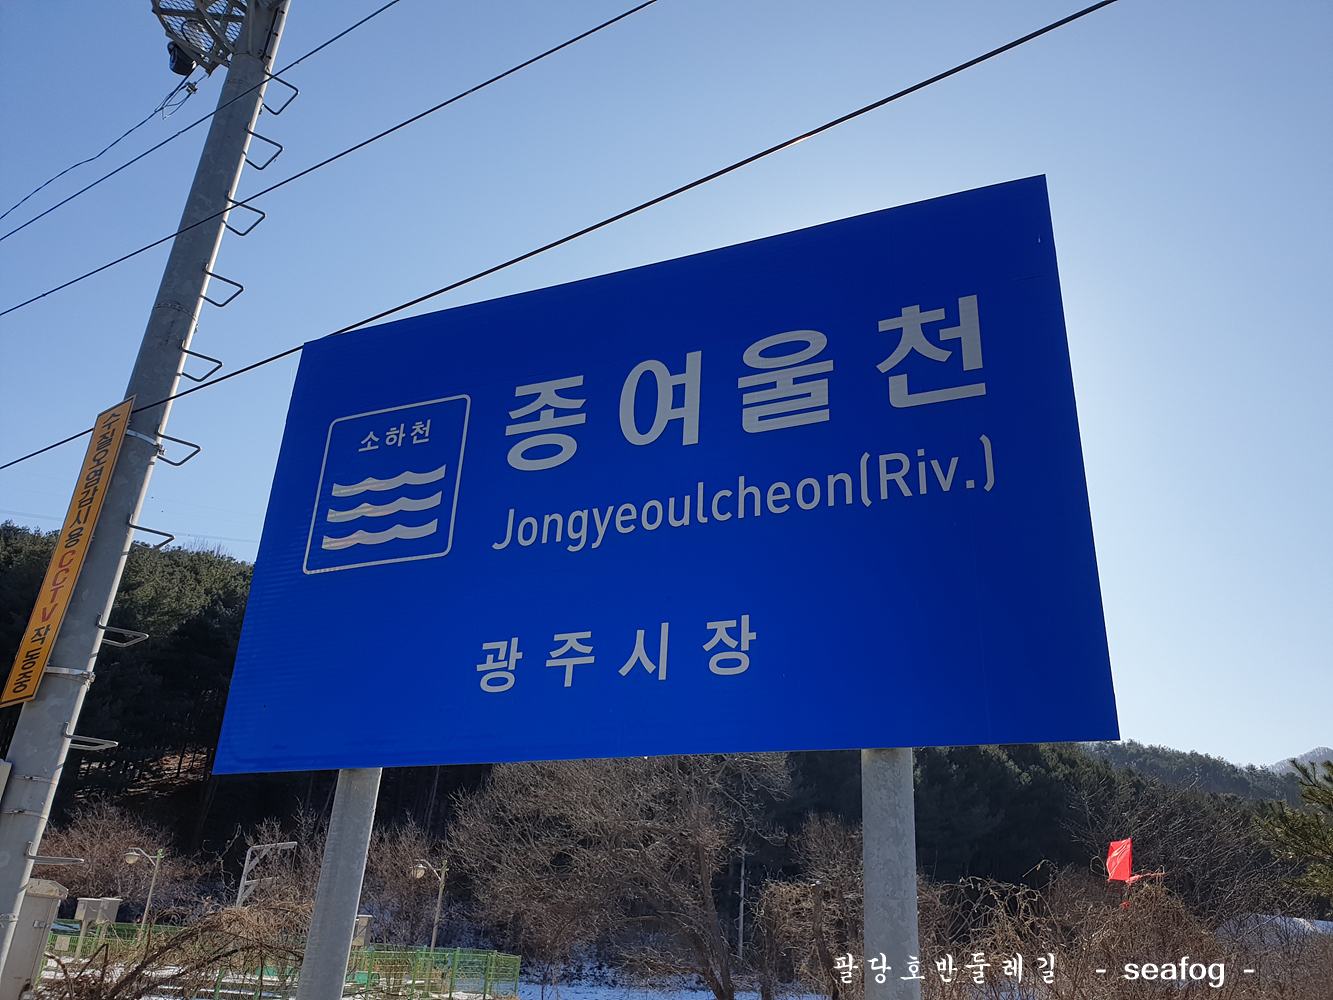 수질오염감시용 CCTV 작동중
소하천
종여울천
Jongyeoulcheon(Riv.)
광주시장
팔당호반둘레길 - seafog -